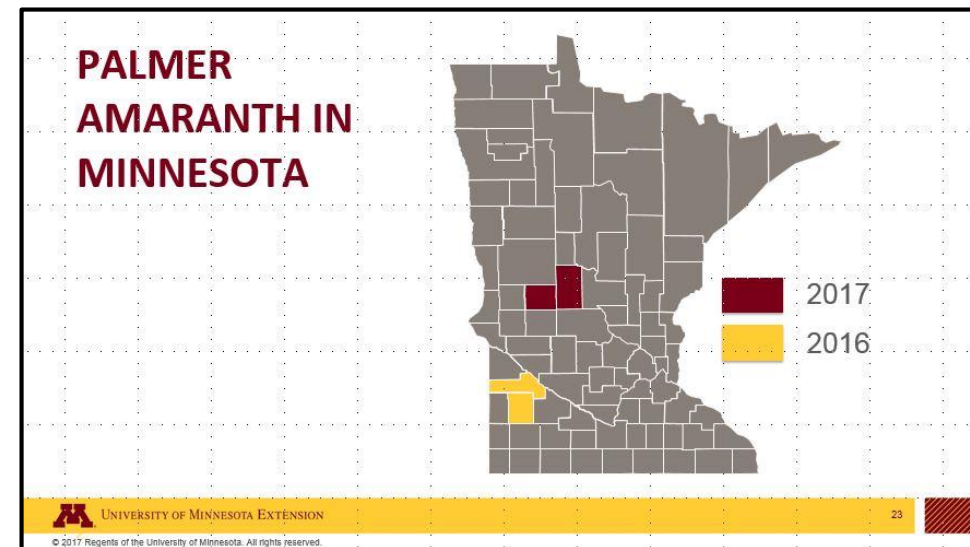 PALMER
AMARANTH IN
MINNESOTA
2017
2016
UNIVERSITY OF MINNESOTA EXTENSION
23
© 2017 Regents of the University of Minnesota. All rights reserved.